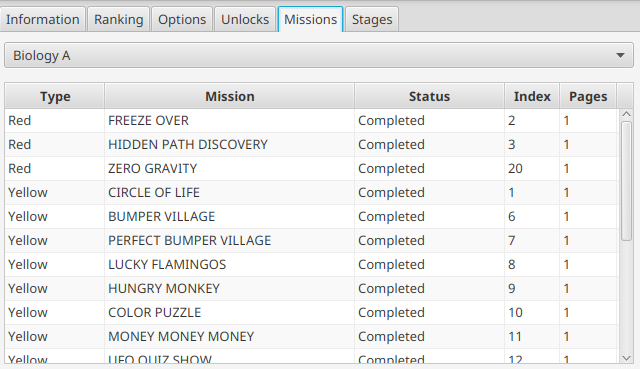 Information Ranking Options Unlocks Missions Stages
Biology A
Type Mission Status Index Pages
Red FREEZE OVER Completed 2 1
Red HIDDEN PATH DISCOVERY Completed 3 1
Red ZERO GRAVITY Completed 20 1
Yellow CIRCLE OF LIFE Completed 1 1
Yellow BUMPER VILLAGE Completed 6 1
Yellow PERFECT BUMPER VILLAGE Completed 7 1
Yellow LUCKY FLAMINGOS Completed 8 1
Yellow HUNGRY MONKEY Completed 9 1
Yellow COLOR PUZZLE Completed 10 1
Yellow MONEY MONEY MONEY Completed 11 1
Yellow UFO QUIZ SHOW Completed 12 1